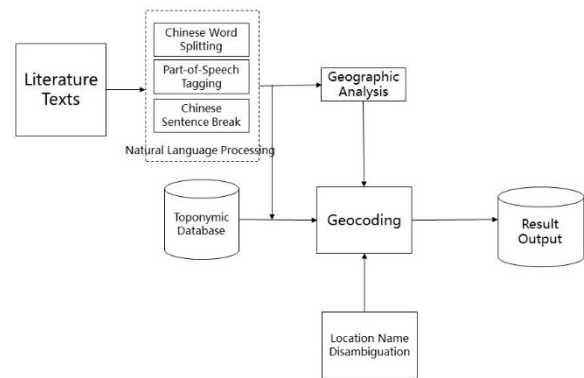 Literature
Texts
Chinese Word
Splitting
Part-of-Speech
Tagging
Chinese
Sentence Break
Natural Language Processing
Geographic
Analysis
Toponymic
Database
Geocoding
Result
Output
Location Name
Disambiguation